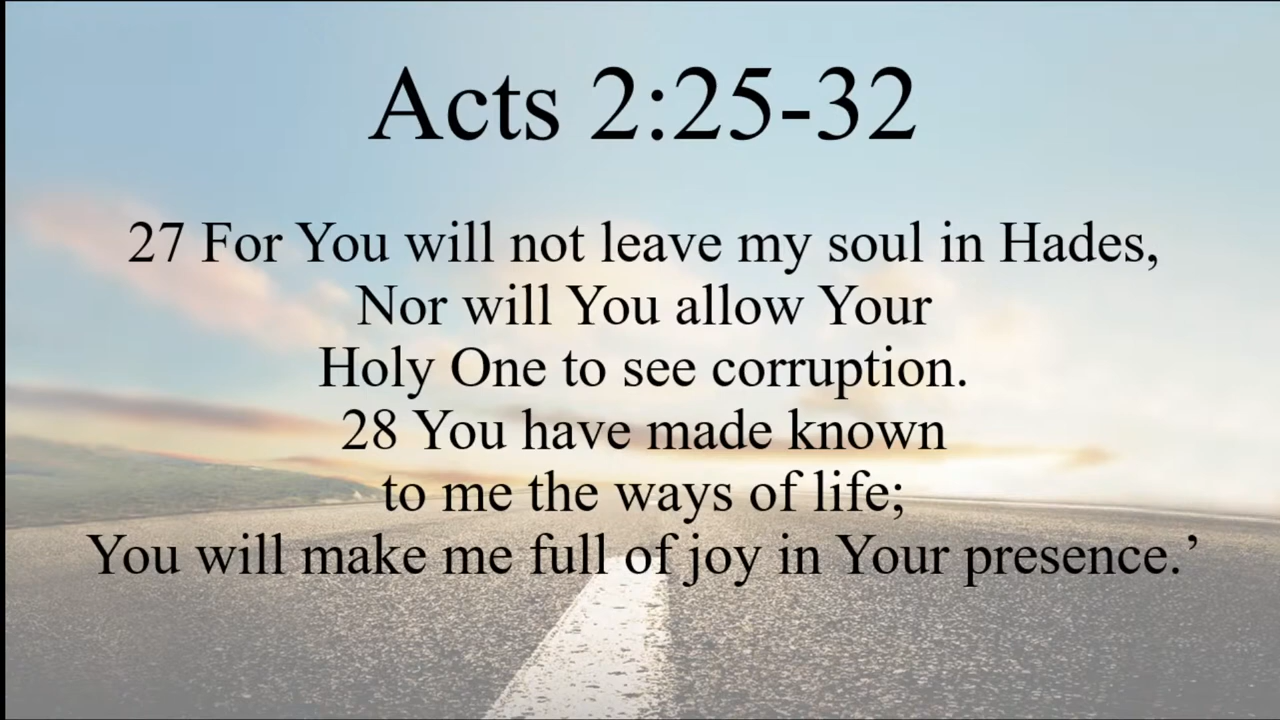 Acts 2:25-32
27 For You will not leave my soul in Hades,
Nor will You allow Your
Holy One to see corruption.
28 You have made known
to me the ways of life;
You will make me full of joy in Your presence.’